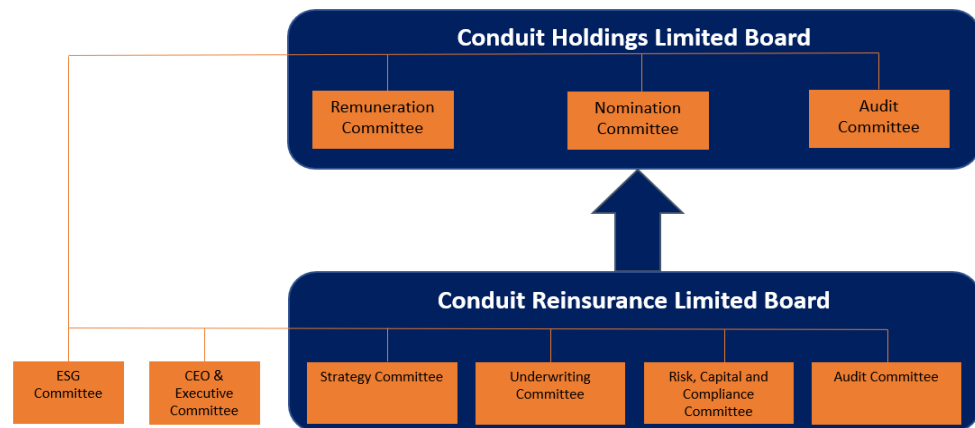 Conduit Holdings Limited Board
Remuneration
Committee
Nomination
Committee
Audit
Committee
Conduit Reinsurance Limited Board
ESG
Committee
CEO &
Executive
Committee
Strategy Committee
Underwriting
Committee
Risk, Capital and
Compliance
Committee
Audit Committee